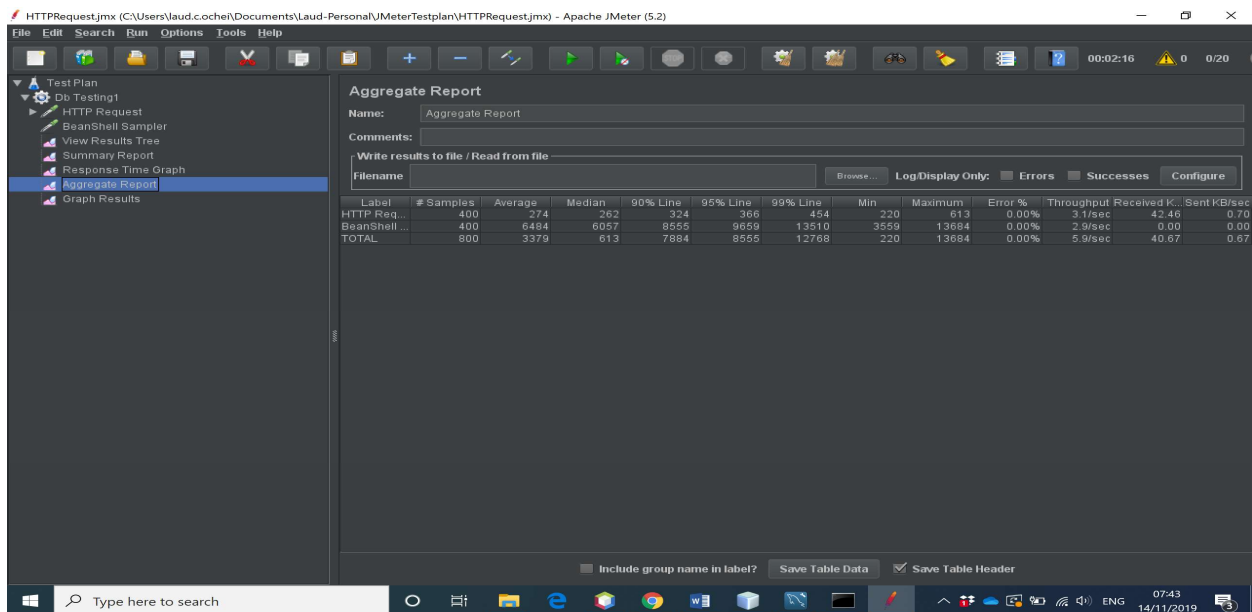 HTTPRequest.jmx (C:\Users\laud.c.ochei\Documents\Laud-Personal\JMeterTestplan\HTTPRequest.jmx) - Apache JMeter (5.2)
File Edit Search Run Options Tools Help
00:02:16 0 0/20
Test Plan
Db Testing1
HTTP Request
BeanShell Sampler
View Results Tree
Summary Report
Response Time Graph
Aggregate Report
Graph Results
Aggregate Report
Name: Aggregate Report
Comments:
Write results to file / Read from file
Filename Browse... Log/Display Only: Errors Successes Configure
Label # Samples Average Median 90% Line 95% Line 99% Line Min Maximum Error % Throughput Received K... Sent KB/sec
HTTP Req... 400 274 262 324 366 454 220 613 0.00% 3.1/sec 42.46 0.70
BeanShell ... 400 6484 6057 8555 9659 13510 3559 13684 0.00% 2.9/sec 0.00 0.00
TOTAL 800 3379 613 7884 8555 12768 220 13684 0.00% 5.9/sec 40.67 0.67
Include group name in label? Save Table Data Save Table Header
Type here to search
ENG
07:43
14/11/2019
3